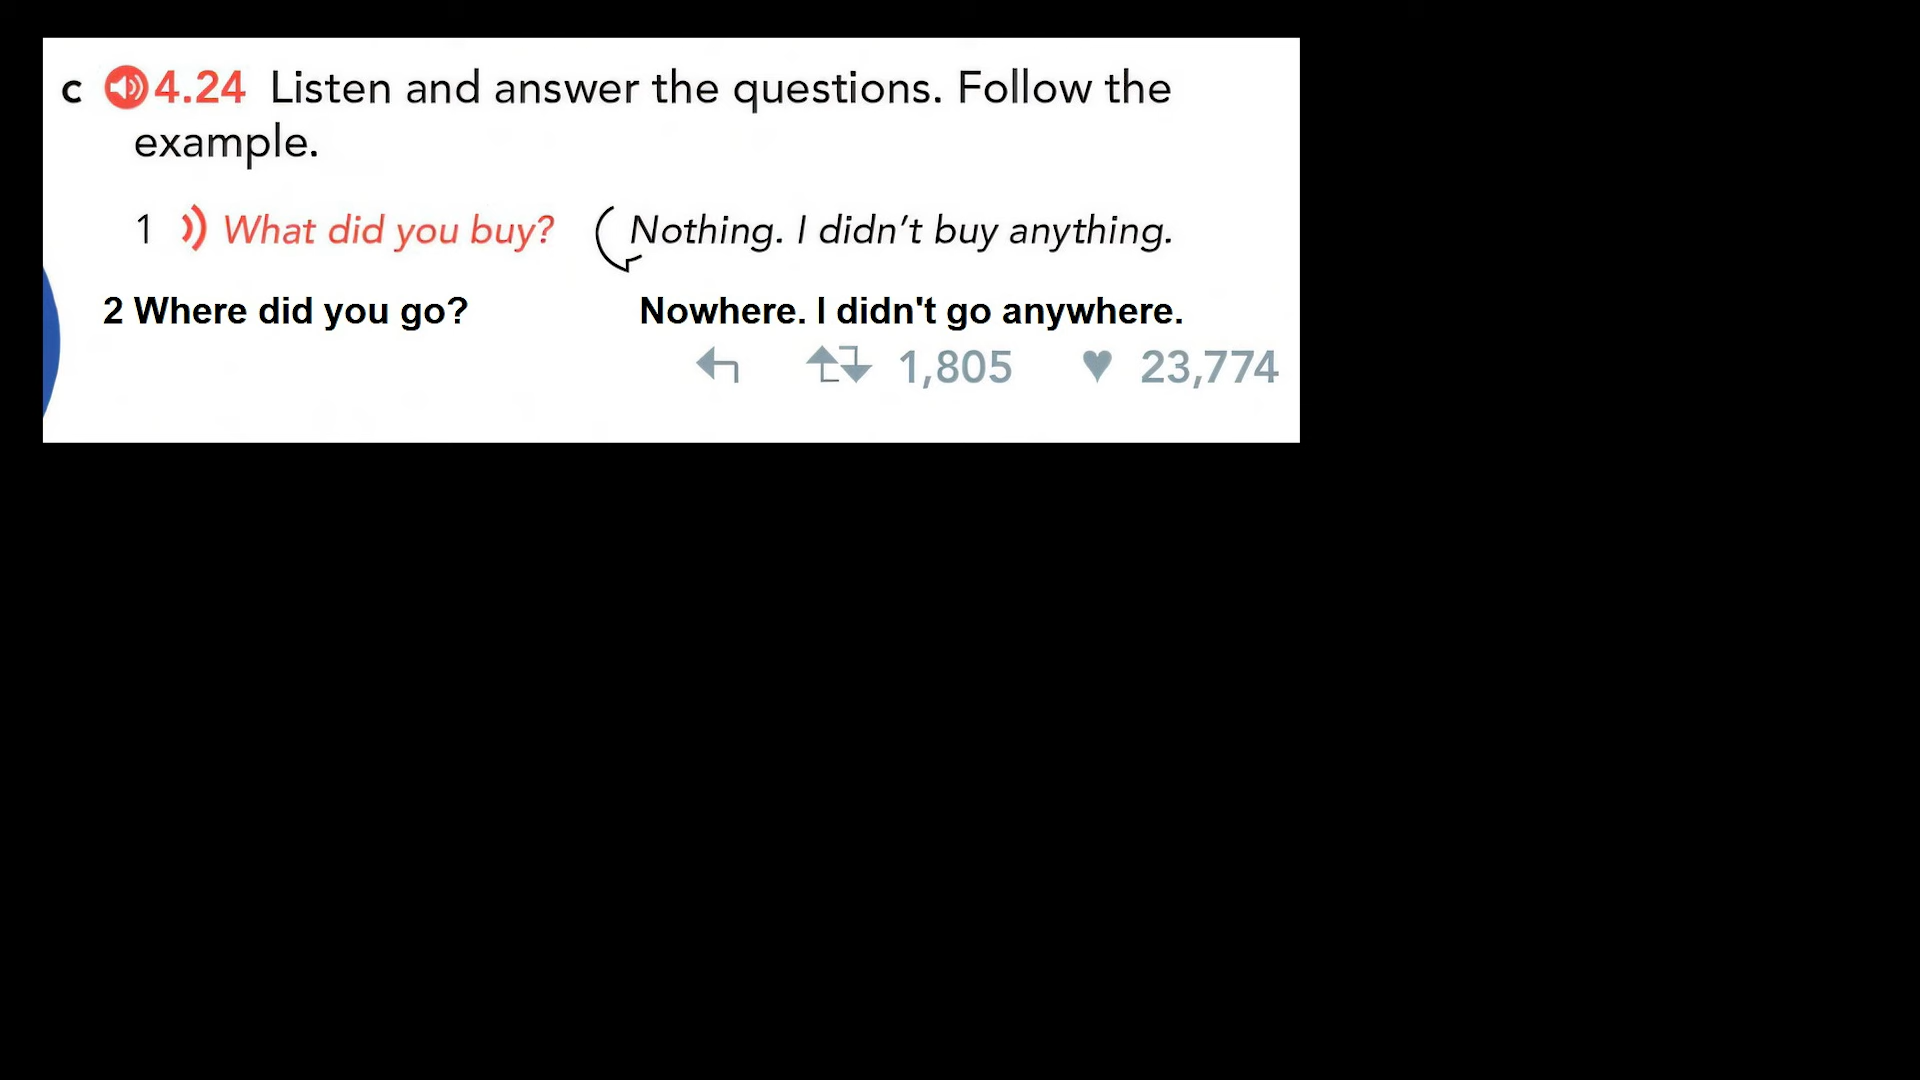 c 4.24 Listen and answer the questions. Follow the
example.
1 What did you buy? Nothing. I didn't buy anything.
2 Where did you go? Nowhere. I didn't go anywhere.
1,805 23,774